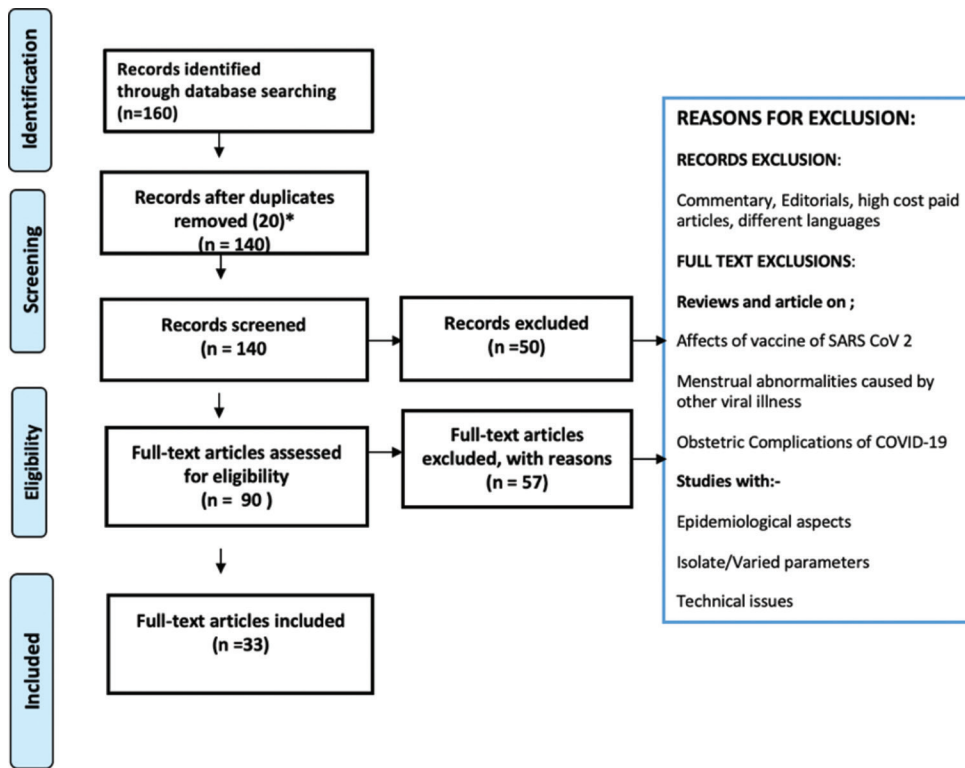 Identification
Records identified
through database searching
(n=160)
Records after duplicates
removed (20)*
(n = 140)
Screening
Records screened
(n = 140
Records excluded
(n =50)
Eligibility
Full-text articles assessed
for eligibility
(n = 90 )
Full-text articles
excluded, with reasons
(n = 57)
Included
Full-text articles included
(n =33)
REASONS FOR EXCLUSION:
RECORDS EXCLUSION:
Commentary, Editorials, high cost paid
articles, different languages
FULL TEXT EXCLUSIONS:
Reviews and article on ;
Affects of vaccine of SARS CoV 2
Menstrual abnormalities caused by
other viral illness
Obstetric Complications of COVID-19
Studies with:-
Epidemiological aspects
Isolate/Varied parameters
Technical issues